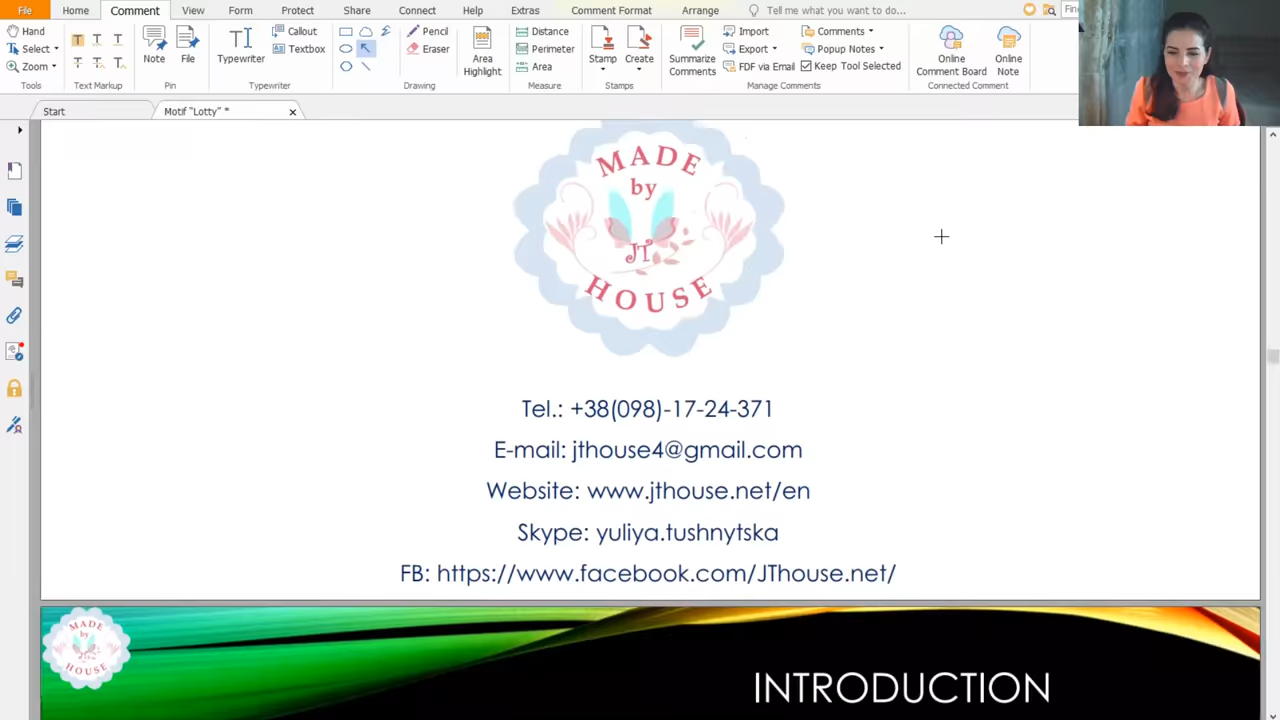 File Home Comment View Form Protect Share Connect Help Extras Comment Format Arrange Tell me what you want to do...
Hand
Select
Zoom
Tools
Text Markup
Note
File
Pin
Typewriter
Callout
Textbox
Typewriter
Pencil
Eraser
Drawing
Area
Highlight
Distance
Perimeter
Area
Measure
Stamp
Create
Stamps
Summarize
Comments
Import
Export
FDF via Email
Comments
Popup Notes
Keep Tool Selected
Manage Comments
Online
Comment Board
Online
Note
Connected Comment
Start
Motif "Lotty" *
MADE
by
JT
HOUSE
Tel.: +38(098)-17-24-371
E-mail: jthouse4@gmail.com
Website: www.jthouse.net/en
Skype: yuliya.tushnytska
FB: https://www.facebook.com/JThouse.net/
MADE
by
HOUSE
INTRODUCTION